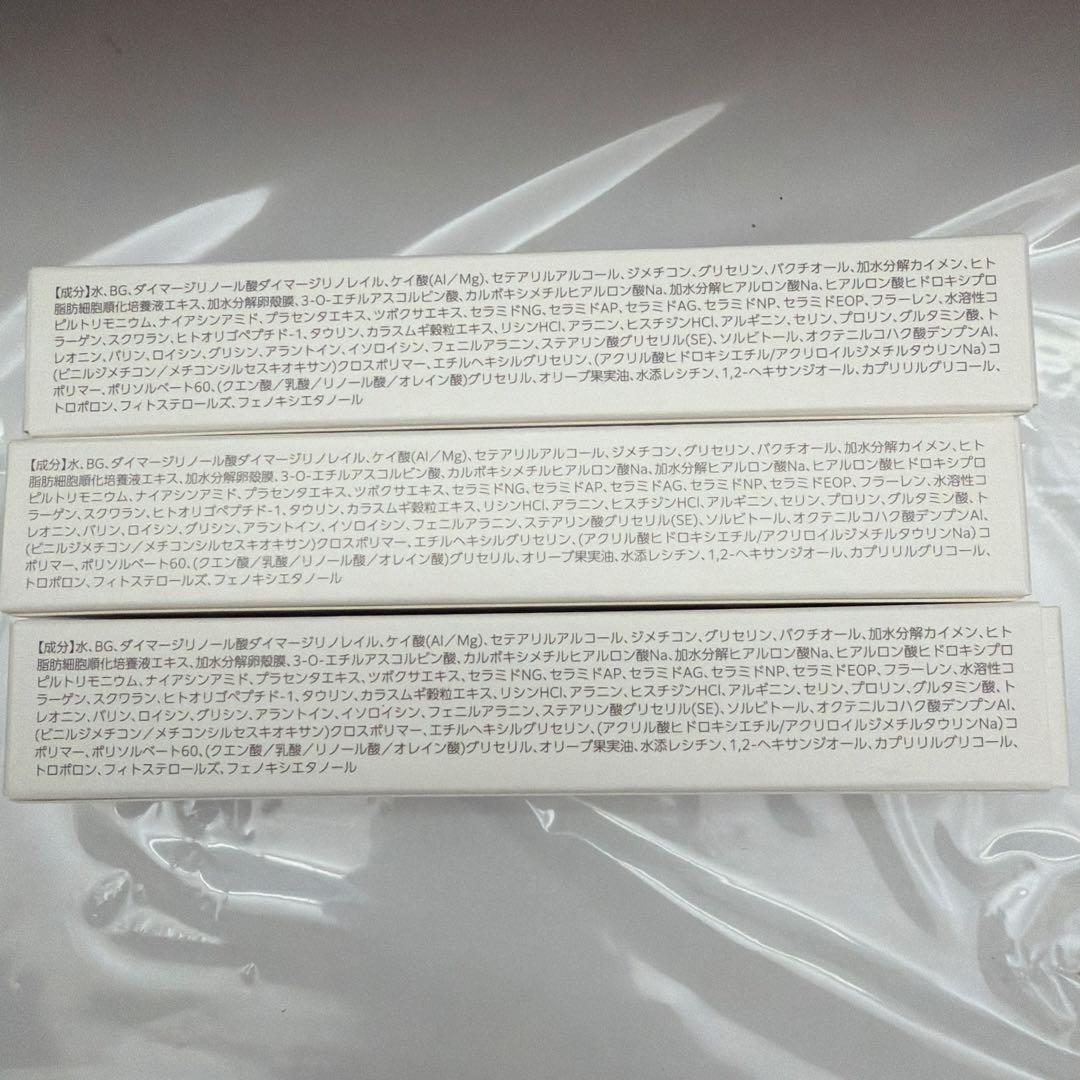 【成分】水、BG、ダイマージリノール酸ダイマージリノレイル、ケイ酸(Al／Mg)、セテアリルアルコール、ジメチコン、グリセリン、バクチオール、加水分解カイメン、ヒト
脂肪細胞順化培養液エキス、加水分解卵殻膜、3-O-エチルアスコルビン酸、カルボキシメチルヒアルロン酸Na、加水分解ヒアルロン酸Na、ヒアルロン酸ヒドロキシプロ
ピルトリモニウム、ナイアシンアミド、プラセンタエキス、ツボクサエキス、セラミドNG、セラミドAP、セラミドAG、セラミドNP、セラミドEOP、フラーレン、水溶性コ
ラーゲン、スクワラン、ヒトオリゴペプチド-1、タウリン、カラスムギ穀粒エキス、リシンHCl、アラニン、ヒスチジンHCl、アルギニン、セリン、プロリン、グルタミン酸、ト
レオニン、バリン、ロイシン、グリシン、アラントイン、イソロイシン、フェニルアラニン、ステアリン酸グリセリル(SE)、ソルビトール、オクテニルコハク酸デンプンAl、
(ビニルジメチコン／メチコンシルセスキオキサン)クロスポリマー、エチルヘキシルグリセリン、(アクリル酸ヒドロキシエチル/アクリロイルジメチルタウリンNa)コ
ポリマー、ポリソルベート60、(クエン酸／乳酸／リノール酸／オレイン酸)グリセリル、オリーブ果実油、水添レシチン、1,2-ヘキサンジオール、カプリリルグリコール、
トロポロン、フィトステロールズ、フェノキシエタノール
【成分】水、BG、ダイマージリノール酸ダイマージリノレイル、ケイ酸(Al／Mg)、セテアリルアルコール、ジメチコン、グリセリン、バクチオール、加水分解カイメン、ヒト
脂肪細胞順化培養液エキス、加水分解卵殻膜、3-O-エチルアスコルビン酸、カルボキシメチルヒアルロン酸Na、加水分解ヒアルロン酸Na、ヒアルロン酸ヒドロキシプロ
ピルトリモニウム、ナイアシンアミド、プラセンタエキス、ツボクサエキス、セラミドNG、セラミドAP、セラミドAG、セラミドNP、セラミドEOP、フラーレン、水溶性コ
ラーゲン、スクワラン、ヒトオリゴペプチド-1、タウリン、カラスムギ穀粒エキス、リシンHCl、アラニン、ヒスチジンHCl、アルギニン、セリン、プロリン、グルタミン酸、ト
レオニン、バリン、ロイシン、グリシン、アラントイン、イソロイシン、フェニルアラニン、ステアリン酸グリセリル(SE)、ソルビトール、オクテニルコハク酸デンプンAl、
(ビニルジメチコン／メチコンシルセスキオキサン)クロスポリマー、エチルヘキシルグリセリン、(アクリル酸ヒドロキシエチル/アクリロイルジメチルタウリンNa)コ
ポリマー、ポリソルベート60、(クエン酸／乳酸／リノール酸／オレイン酸)グリセリル、オリーブ果実油、水添レシチン、1,2-ヘキサンジオール、カプリリルグリコール、
トロポロン、フィトステロールズ、フェノキシエタノール
【成分】水、BG、ダイマージリノール酸ダイマージリノレイル、ケイ酸(Al／Mg)、セテアリルアルコール、ジメチコン、グリセリン、バクチオール、加水分解カイメン、ヒト
脂肪細胞順化培養液エキス、加水分解卵殻膜、3-O-エチルアスコルビン酸、カルボキシメチルヒアルロン酸Na、加水分解ヒアルロン酸Na、ヒアルロン酸ヒドロキシプロ
ピルトリモニウム、ナイアシンアミド、プラセンタエキス、ツボクサエキス、セラミドNG、セラミドAP、セラミドAG、セラミドNP、セラミドEOP、フラーレン、水溶性コ
ラーゲン、スクワラン、ヒトオリゴペプチド-1、タウリン、カラスムギ穀粒エキス、リシンHCl、アラニン、ヒスチジンHCl、アルギニン、セリン、プロリン、グルタミン酸、ト
レオニン、バリン、ロイシン、グリシン、アラントイン、イソロイシン、フェニルアラニン、ステアリン酸グリセリル(SE)、ソルビトール、オクテニルコハク酸デンプンAl、
(ビニルジメチコン／メチコンシルセスキオキサン)クロスポリマー、エチルヘキシルグリセリン、(アクリル酸ヒドロキシエチル/アクリロイルジメチルタウリンNa)コ
ポリマー、ポリソルベート60、(クエン酸／乳酸／リノール酸／オレイン酸)グリセリル、オリーブ果実油、水添レシチン、1,2-ヘキサンジオール、カプリリルグリコール、
トロポロン、フィトステロールズ、フェノキシエタノール